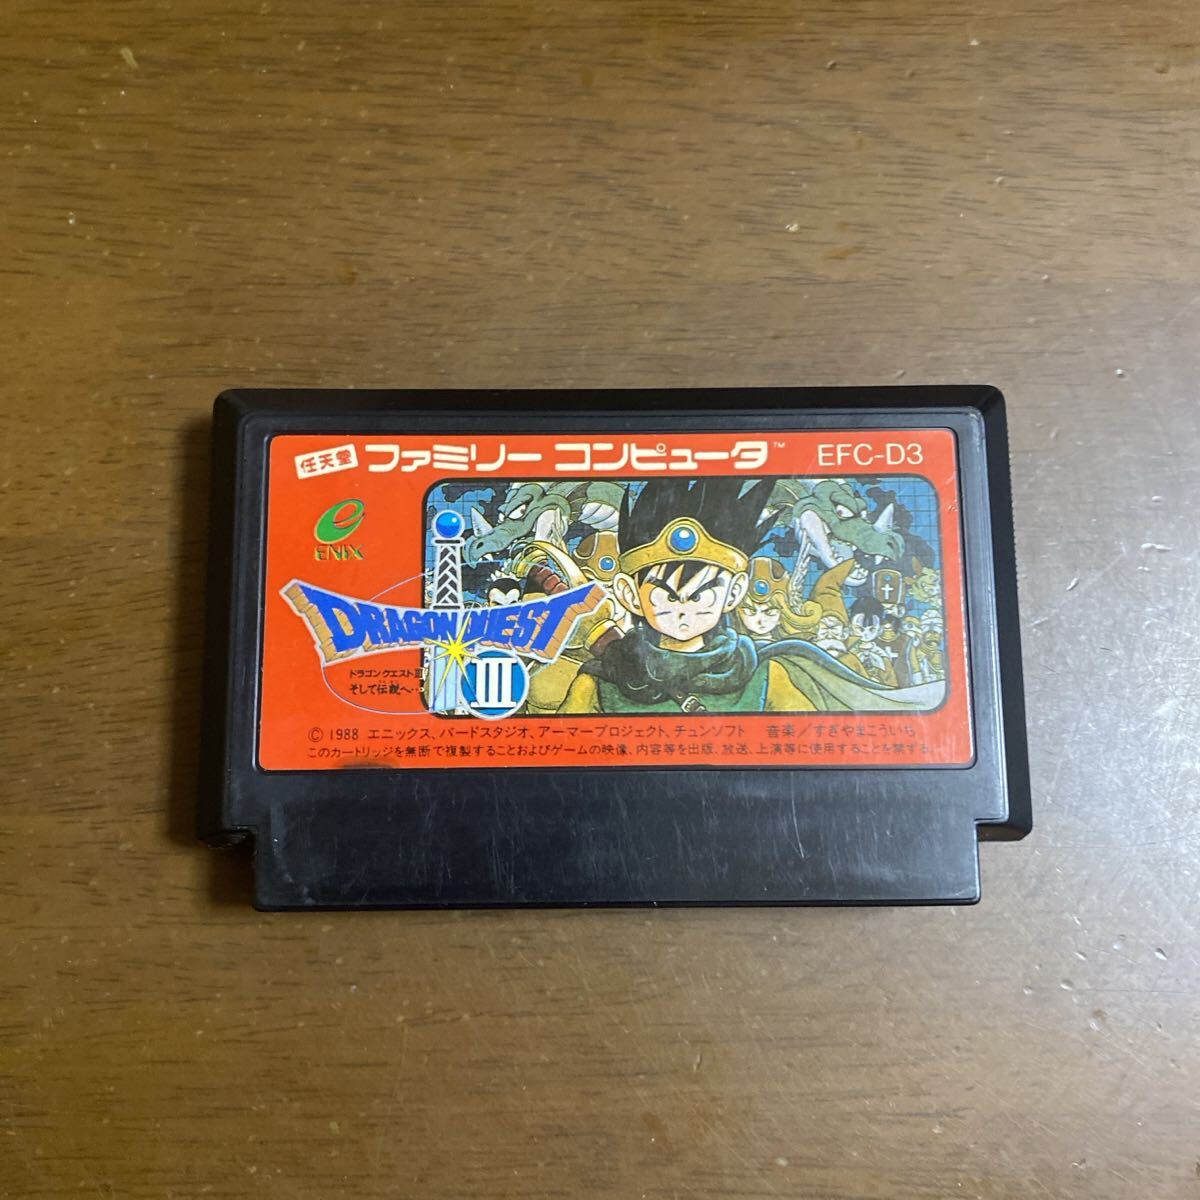 任天堂 ファミリー コンピュータ™ EFC-D3
ENIX
DRAGON QUEST
III
ドラゴンクエストIII
そして伝説へ…
© 1988 エニックス、バードスタジオ、アーマープロジェクト、チュンソフト 音楽／すぎやまこういち
このカートリッジを無断で複製することおよびゲームの映像、内容等を出版、放送、上演等に使用することを禁ずる。